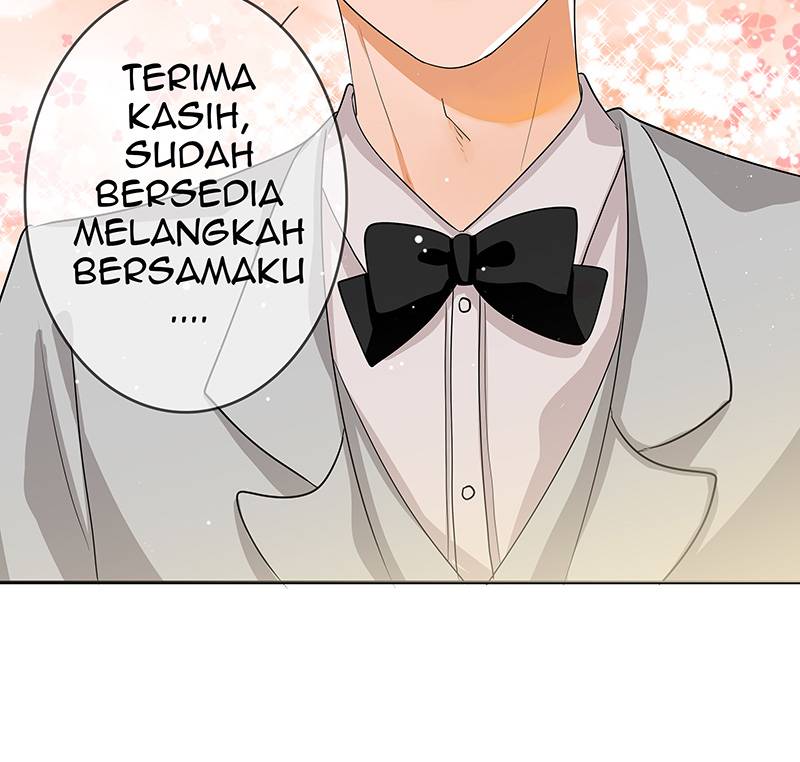 TERIMA
KASIH,
SUDAH
BERSEDIA
MELANGKAH
BERSAMAKU
....